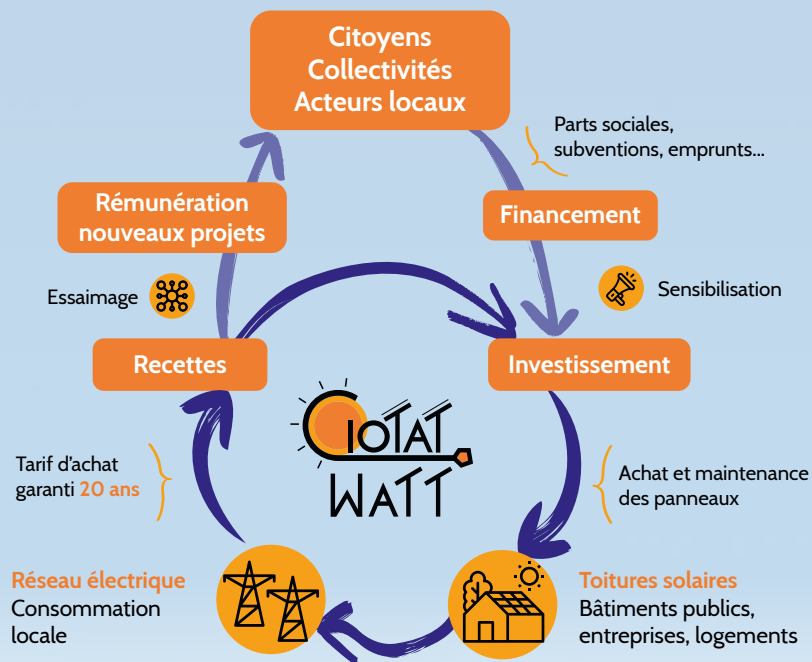 Citoyens
Collectivités
Acteurs locaux
Parts sociales,
subventions, emprunts...
Rémunération
nouveaux projets
Financement
Essaimage
Sensibilisation
Recettes
Investissement
CIOTAT
WATT
Tarif d'achat
garanti 20 ans
Achat et maintenance
des panneaux
Réseau électrique
Consommation
locale
Toitures solaires
Bâtiments publics,
entreprises, logements